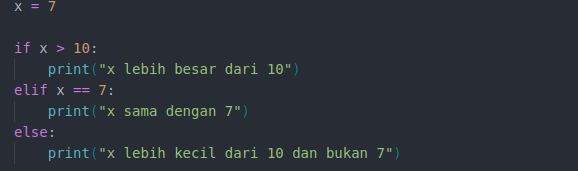 x = 7
if x > 10:
    print("x lebih besar dari 10")
elif x == 7:
    print("x sama dengan 7")
else:
    print("x lebih kecil dari 10 dan bukan 7")